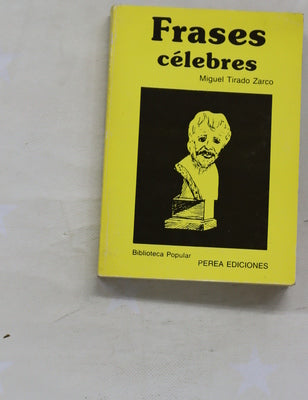 Frases
célebres
Miguel Tirado Zarco
Biblioteca Popular
PEREA EDICIONES